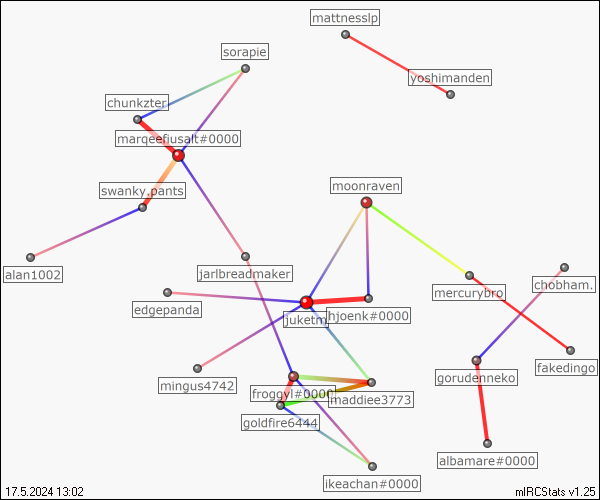 mattnesslp
sorapie
yoshimanden
chunkzter
marqeefiusalt#0000
moonraven
swanky.pants
alan1002
jarlbreadmaker
chobham.
mercurybro
edgepanda
juketm
hjoenk#0000
fakedingo
gorudenneko
mingus4742
froggyl#0000
maddiee3773
goldfire6444
albamare#0000
ikeachan#0000
17.5.2024 13:02
mIRCStats v1.25